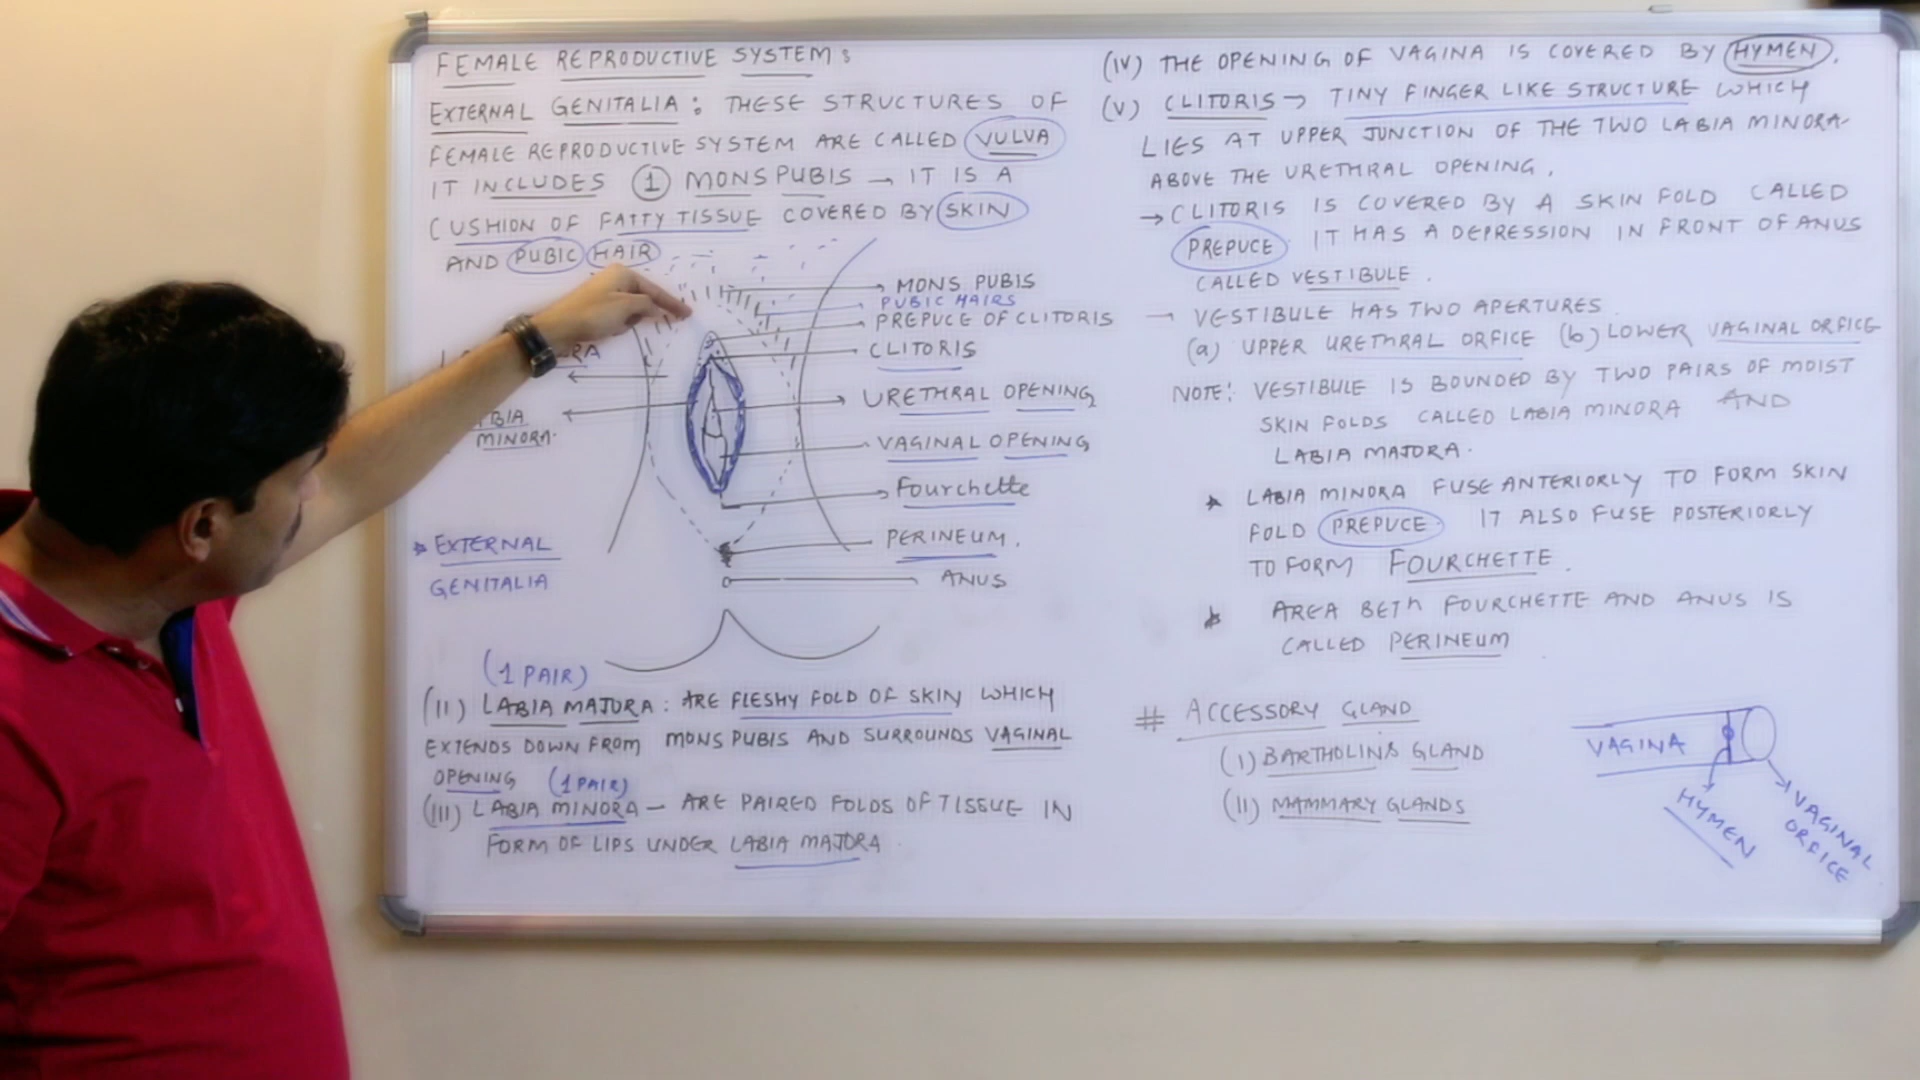 FEMALE REPRODUCTIVE SYSTEM:
EXTERNAL GENITALIA: THESE STRUCTURES OF
FEMALE REPRODUCTIVE SYSTEM ARE CALLED VULVA
IT INCLUDES (1) MONS PUBIS → IT IS A
CUSHION OF FATTY TISSUE COVERED BY SKIN
AND PUBIC HAIR
MONS PUBIS
PUBIC HAIRS
PREPUCE OF CLITORIS
CLITORIS
URETHRAL OPENING
VAGINAL OPENING
Fourchette
PERINEUM.
ANUS
MINORA.
* EXTERNAL
GENITALIA
(1 PAIR)
(II) LABIA MAJORA: ARE FLESHY FOLD OF SKIN WHICH
EXTENDS DOWN FROM MONS PUBIS AND SURROUNDS VAGINAL
OPENING (1 PAIR)
(III) LABIA MINORA - ARE PAIRED FOLDS OF TISSUE IN
FORM OF LIPS UNDER LABIA MAJORA.
(IV) THE OPENING OF VAGINA IS COVERED BY HYMEN.
(V) CLITORIS → TINY FINGER LIKE STRUCTURE WHICH
LIES AT UPPER JUNCTION OF THE TWO LABIA MINORA
ABOVE THE URETHRAL OPENING.
→ CLITORIS IS COVERED BY A SKIN FOLD CALLED
PREPUCE IT HAS A DEPRESSION IN FRONT OF ANUS
CALLED VESTIBULE.
→ VESTIBULE HAS TWO APERTURES
(a) UPPER URETHRAL ORFICE (b) LOWER VAGINAL ORFICE
NOTE: VESTIBULE IS BOUNDED BY TWO PAIRS OF MOIST
SKIN FOLDS CALLED LABIA MINORA AND
LABIA MAJORA.
* LABIA MINORA FUSE ANTERIORLY TO FORM SKIN
FOLD PREPUCE IT ALSO FUSE POSTERIORLY
TO FORM FOURCHETTE.
* AREA BETN FOURCHETTE AND ANUS IS
CALLED PERINEUM
# ACCESSORY GLAND
(I) BARTHOLIN'S GLAND
(II) MAMMARY GLANDS
VAGINA
HYMEN
VAGINAL
ORFICE